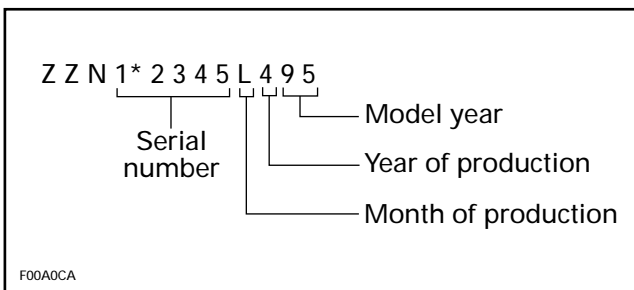 Z Z N 1 * 2 3 4 5 L 4 9 5
Model year
Serial
number
Year of production
Month of production
F00A0CA